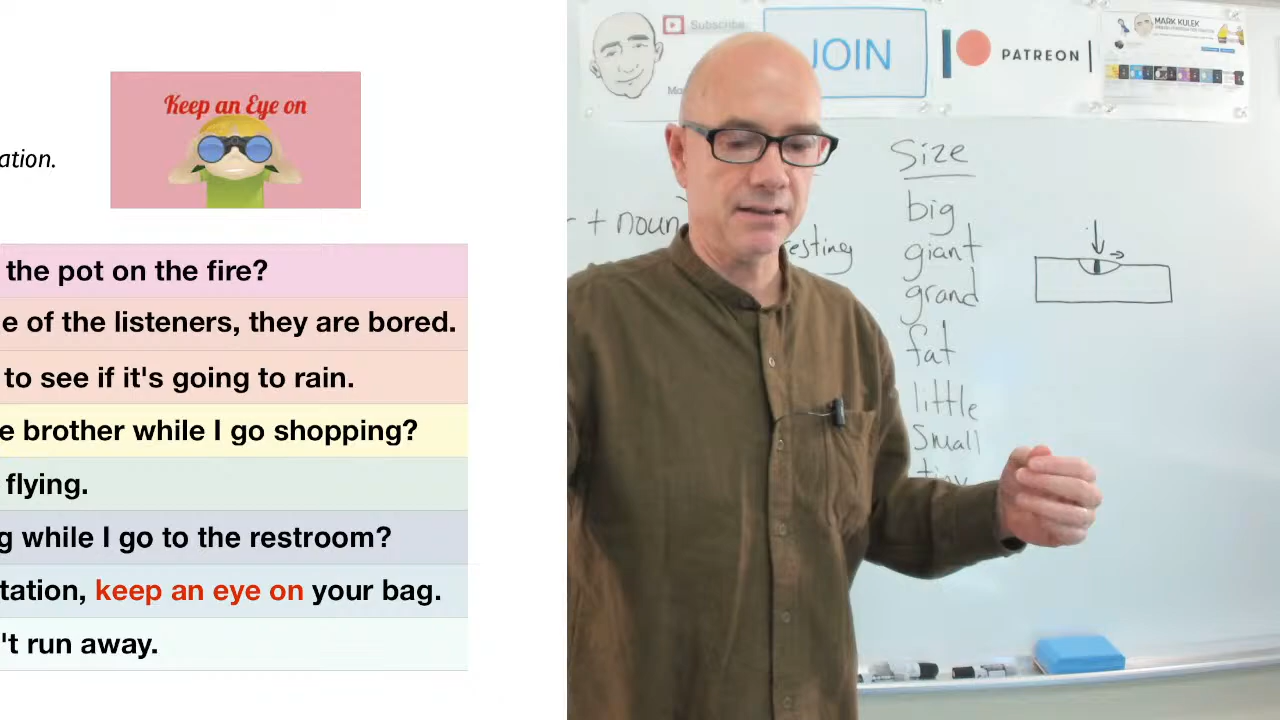 Keep an Eye on
ation.
the pot on the fire?
e of the listeners, they are bored.
to see if it's going to rain.
e brother while I go shopping?
flying.
g while I go to the restroom?
tation, keep an eye on your bag.
't run away.
Subscribe
JOIN
PATREON
MARK KULEK
+ noun
resting
Size
big
giant
grand
fat
little
small
tiny